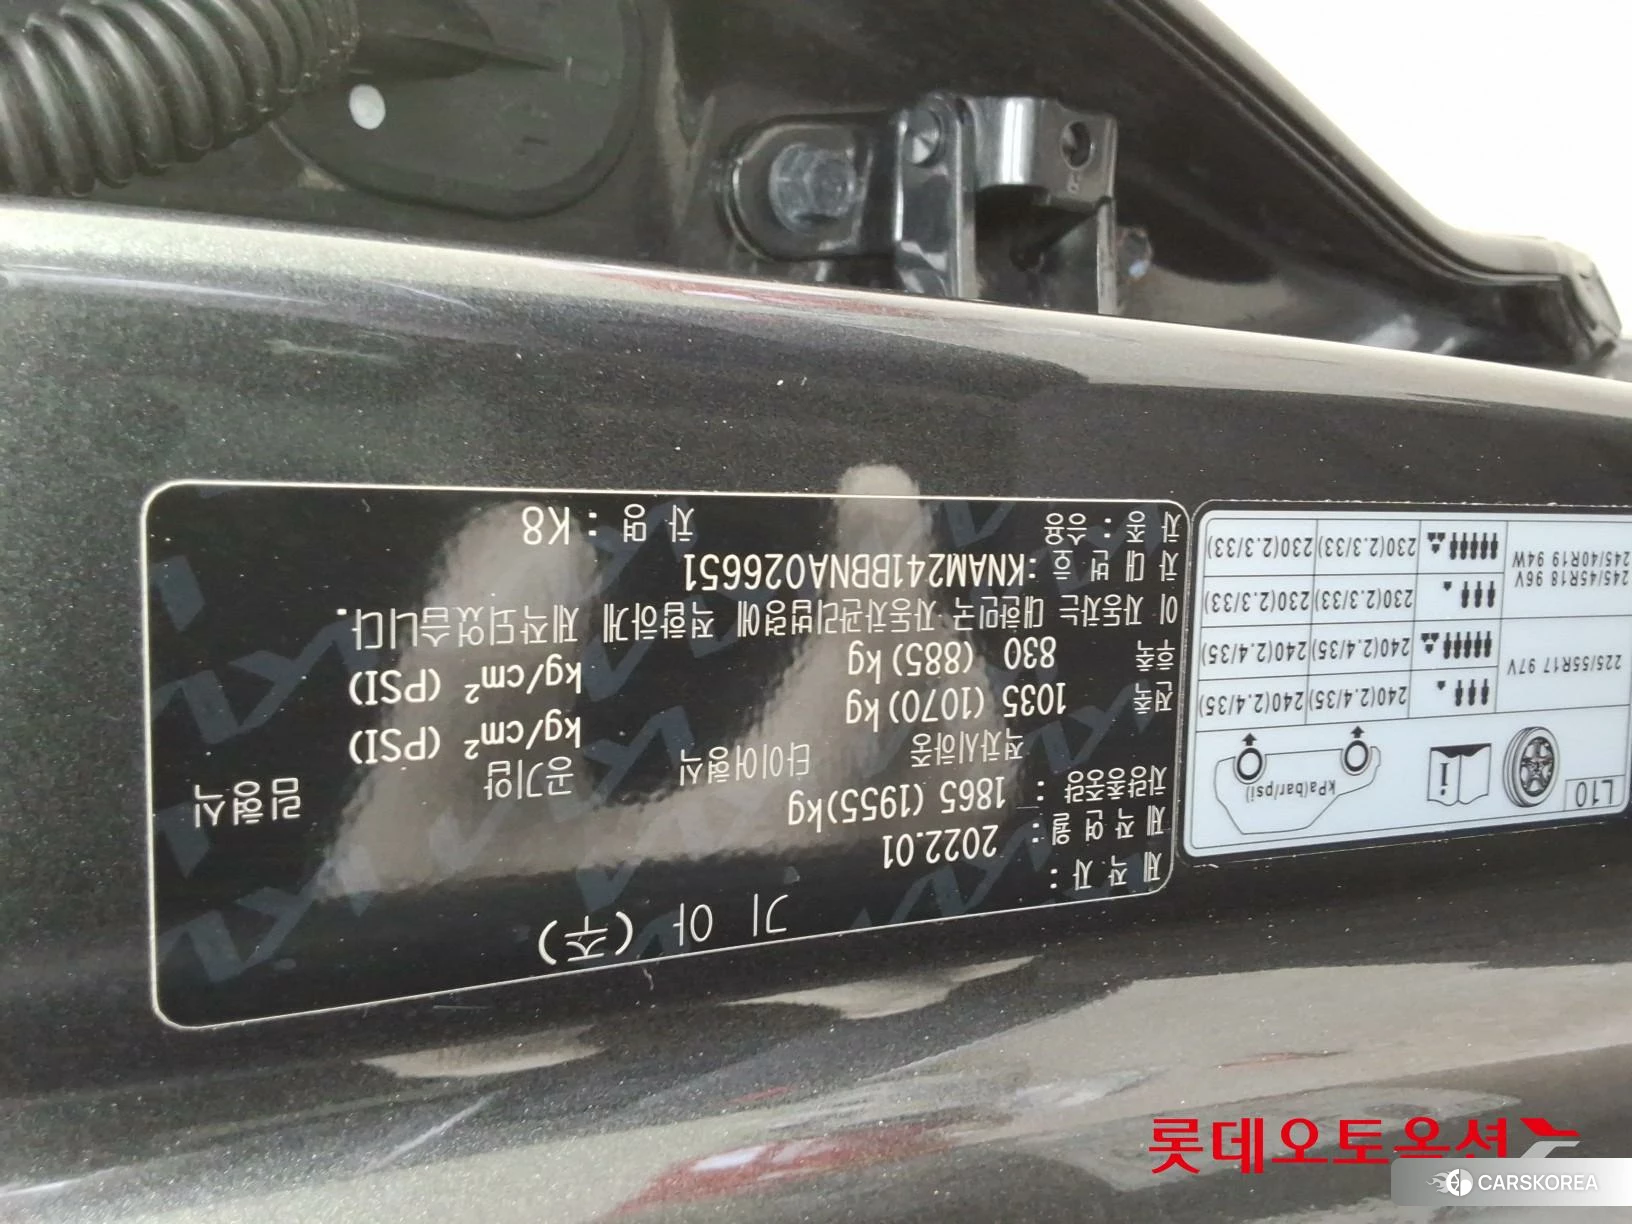 기 아 (주)
제 작 자 :
제 작 연 월 : 2022.01
차량총중량 : 1865 (1955)kg
적차시하중 타이어형식 공기압 림형식
전축 1035 (1070) kg kg/cm² (PSI)
후축 830 (885) kg kg/cm² (PSI)
이 자동차는 대한민국 자동차관리법령에 적합하게 제작되었습니다.
차 대 번 호 :KNAM241BBNA026651
차 종 : 승용 차 명 : K8
L10
i
kPa(bar/psi)
225/55R17 97V
240(2.4/35) 240(2.4/35)
240(2.4/35) 240(2.4/35)
245/45R18 96V
245/40R19 94W
230(2.3/33) 230(2.3/33)
230(2.3/33) 230(2.3/33)
롯데오토옥션
CARSKOREA